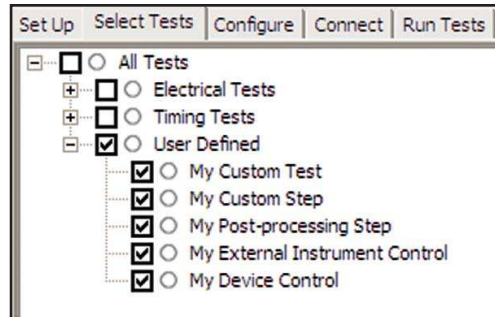 Set Up Select Tests Configure Connect Run Tests
All Tests
Electrical Tests
Timing Tests
User Defined
My Custom Test
My Custom Step
My Post-processing Step
My External Instrument Control
My Device Control